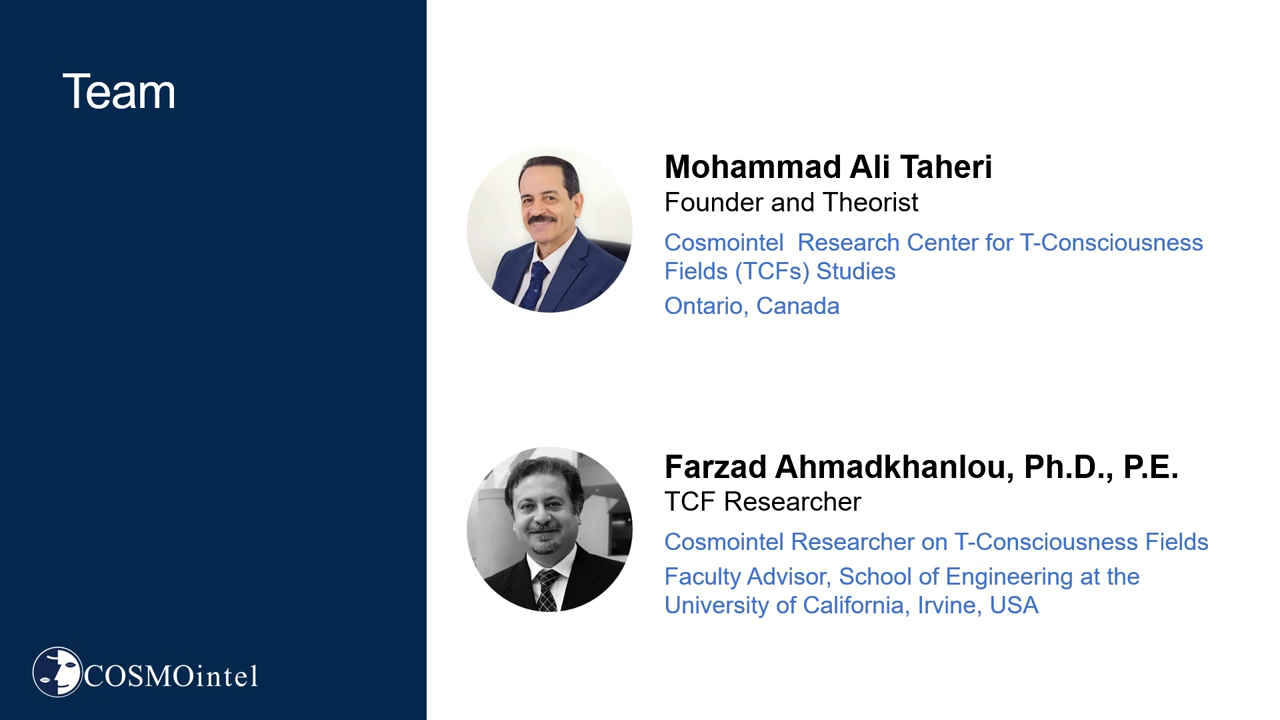 Team
Mohammad Ali Taheri
Founder and Theorist
Cosmointel  Research Center for T-Consciousness
Fields (TCFs) Studies
Ontario, Canada
Farzad Ahmadkhanlou, Ph.D., P.E.
TCF Researcher
Cosmointel Researcher on T-Consciousness Fields
Faculty Advisor, School of Engineering at the
University of California, Irvine, USA
COSMOintel